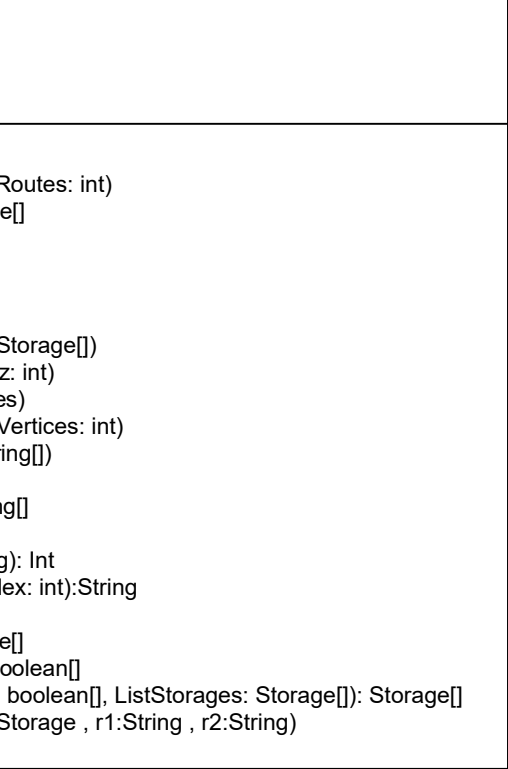 Routes: int)
e[]
Storage[])
z: int)
es)
Vertices: int)
ring[])
ng[]
g): Int
lex: int):String
e[]
oolean[]
boolean[], ListStorages: Storage[]): Storage[]
Storage , r1:String , r2:String)